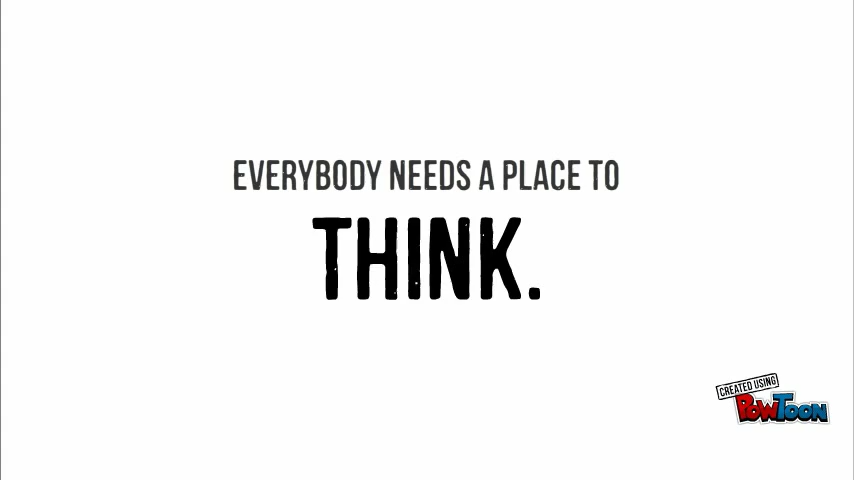 EVERYBODY NEEDS A PLACE TO
THINK.
CREATED USING
POWTOON